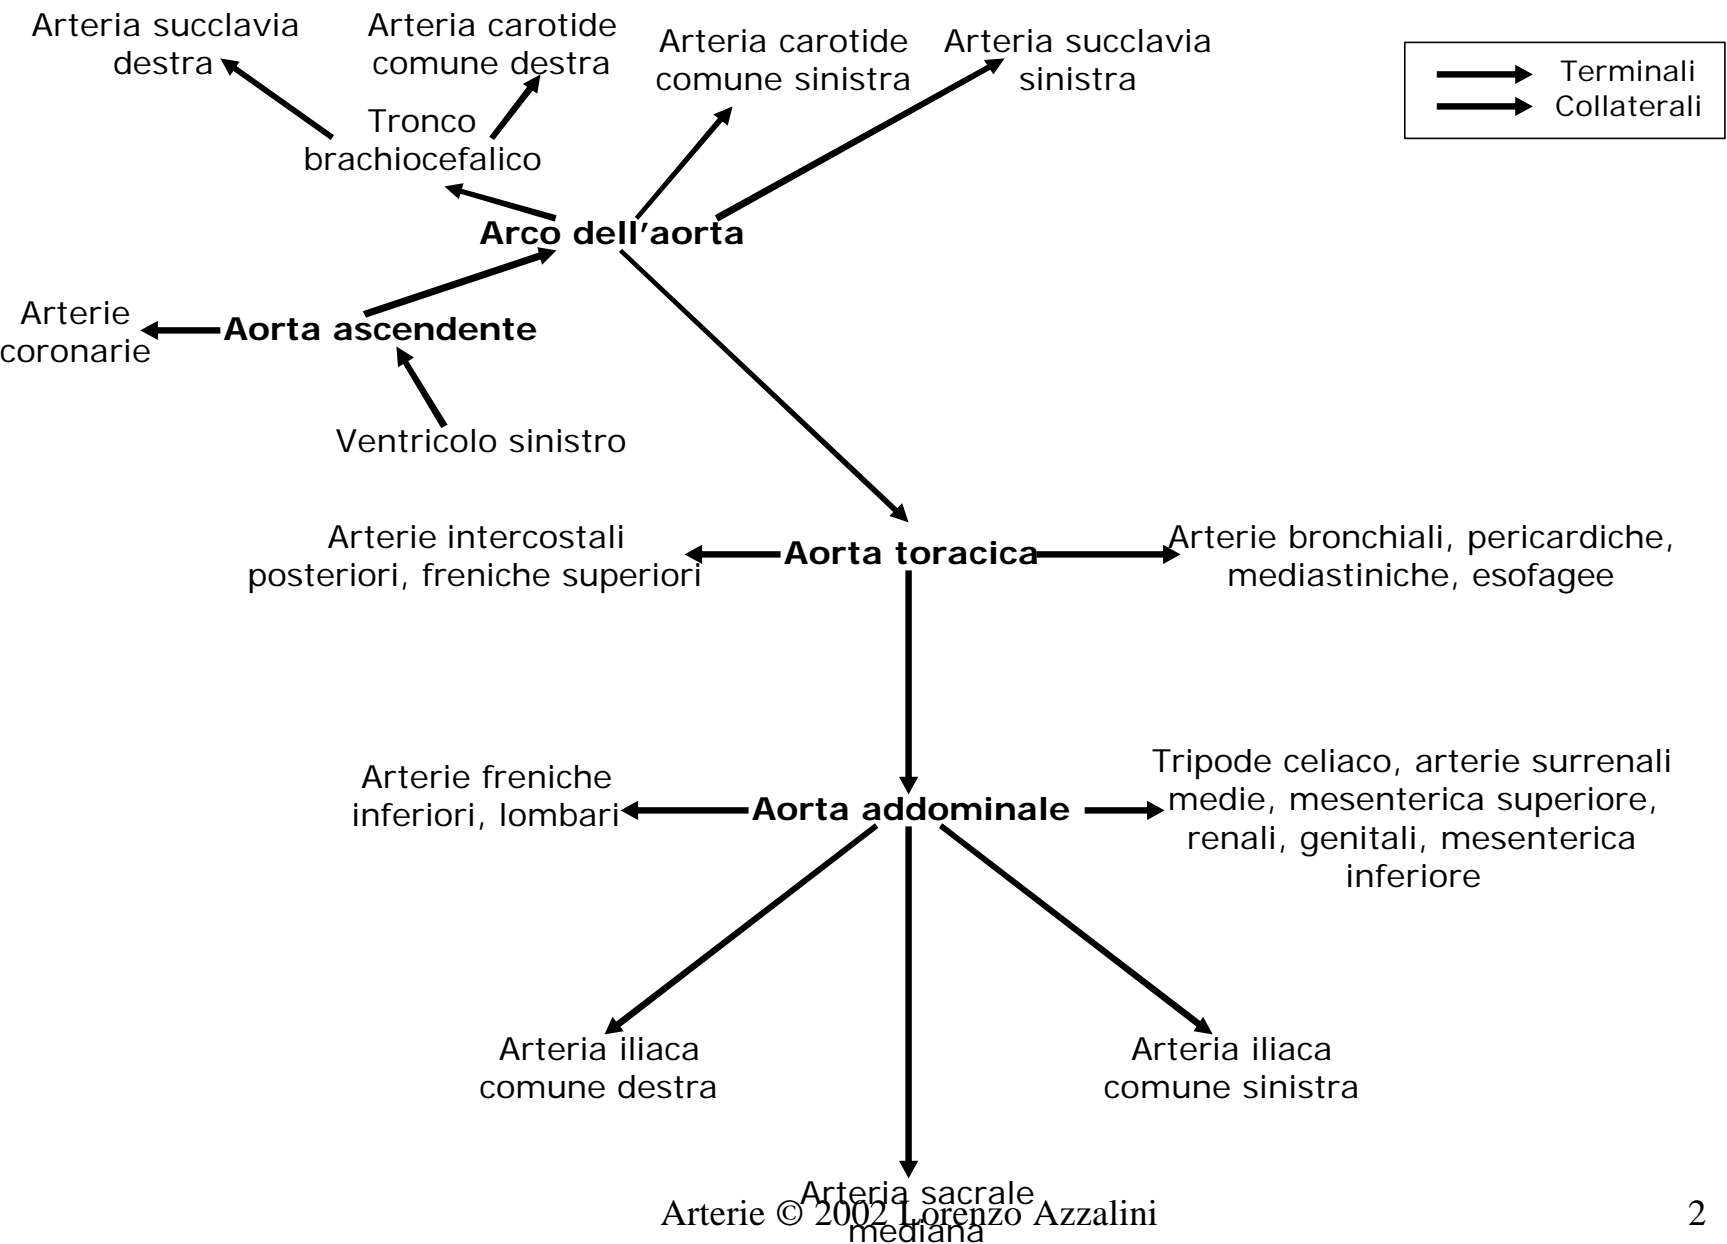 Arteria succlavia
destra
Arteria carotide
comune destra
Arteria carotide
comune sinistra
Arteria succlavia
sinistra
Terminali
Collaterali
Tronco
brachiocefalico
Arco dell’aorta
Arterie
coronarie
Aorta ascendente
Ventricolo sinistro
Arterie intercostali
posteriori, freniche superiori
Aorta toracica
Arterie bronchiali, pericardiche,
mediastiniche, esofagee
Arterie freniche
inferiori, lombari
Aorta addominale
Tripode celiaco, arterie surrenali
medie, mesenterica superiore,
renali, genitali, mesenterica
inferiore
Arteria iliaca
comune destra
Arteria iliaca
comune sinistra
Arteria sacrale
mediana
Arterie © 2002 Lorenzo Azzalini
2